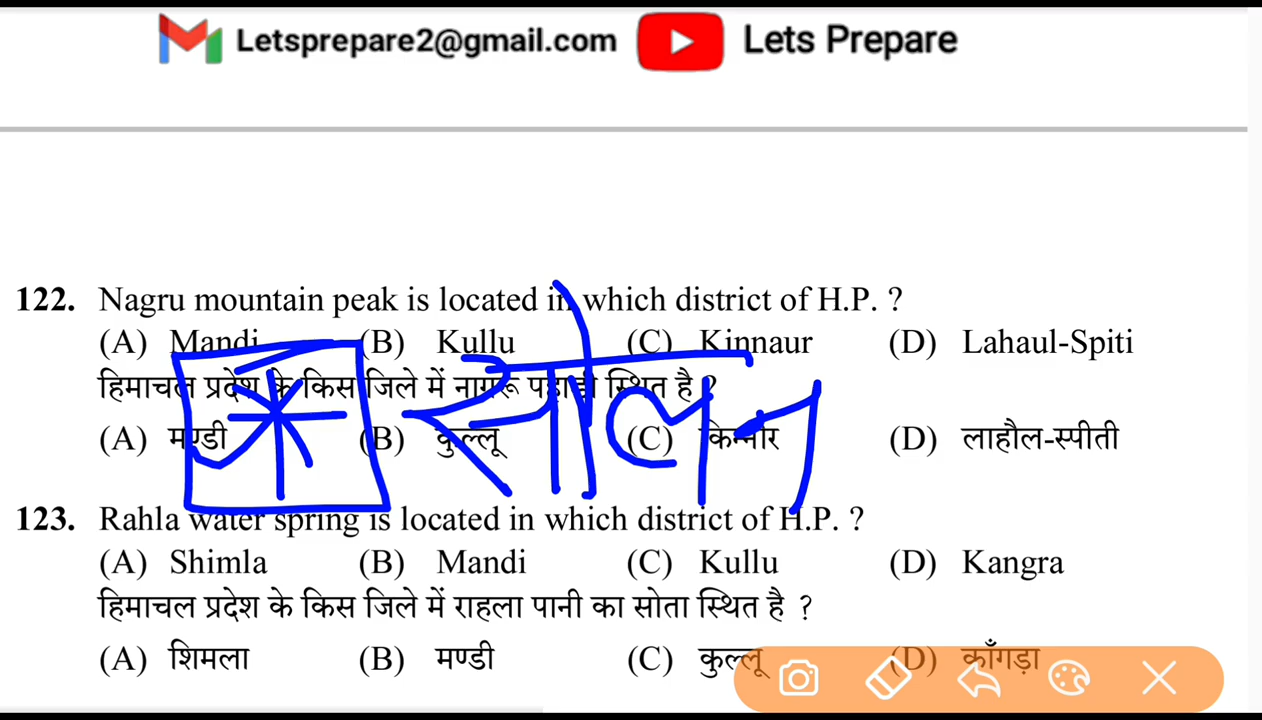 Letsprepare2@gmail.com Lets Prepare
122. Nagru mountain peak is located in which district of H.P. ?
(A) Mandi (B) Kullu (C) Kinnaur (D) Lahaul-Spiti
हिमाचल प्रदेश के किस जिले में नागरू पहाड़ी स्थित है ?
(A) मण्डी (B) कुल्लू (C) किन्नौर (D) लाहौल-स्पीती
सोलन
123. Rahla water spring is located in which district of H.P. ?
(A) Shimla (B) Mandi (C) Kullu (D) Kangra
हिमाचल प्रदेश के किस जिले में राहला पानी का सोता स्थित है ?
(A) शिमला (B) मण्डी (C) कुल्लू (D) काँगड़ा